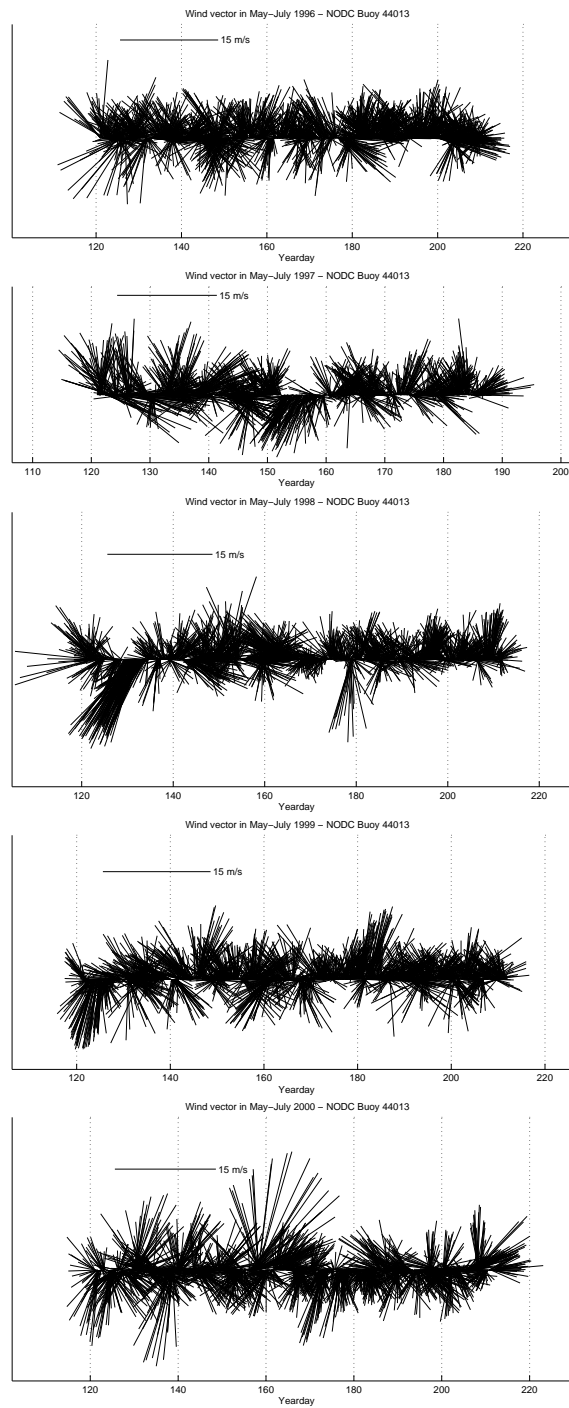 Wind vector in May−July 1996 − NODC Buoy 44013
15 m/s
120 140 160 180 200 220
Yearday
Wind vector in May−July 1997 − NODC Buoy 44013
15 m/s
110 120 130 140 150 160 170 180 190 200
Yearday
Wind vector in May−July 1998 − NODC Buoy 44013
15 m/s
120 140 160 180 200 220
Yearday
Wind vector in May−July 1999 − NODC Buoy 44013
15 m/s
120 140 160 180 200 220
Yearday
Wind vector in May−July 2000 − NODC Buoy 44013
15 m/s
120 140 160 180 200 220
Yearday